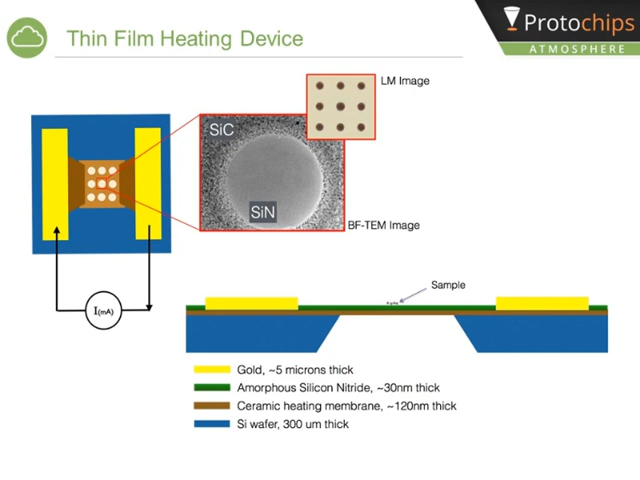 Thin Film Heating Device
Protochips
ATMOSPHERE
LM Image
SiC
SiN
BF-TEM Image
I(mA)
Sample
Gold, ~5 microns thick
Amorphous Silicon Nitride, ~30nm thick
Ceramic heating membrane, ~120nm thick
Si wafer, 300 um thick